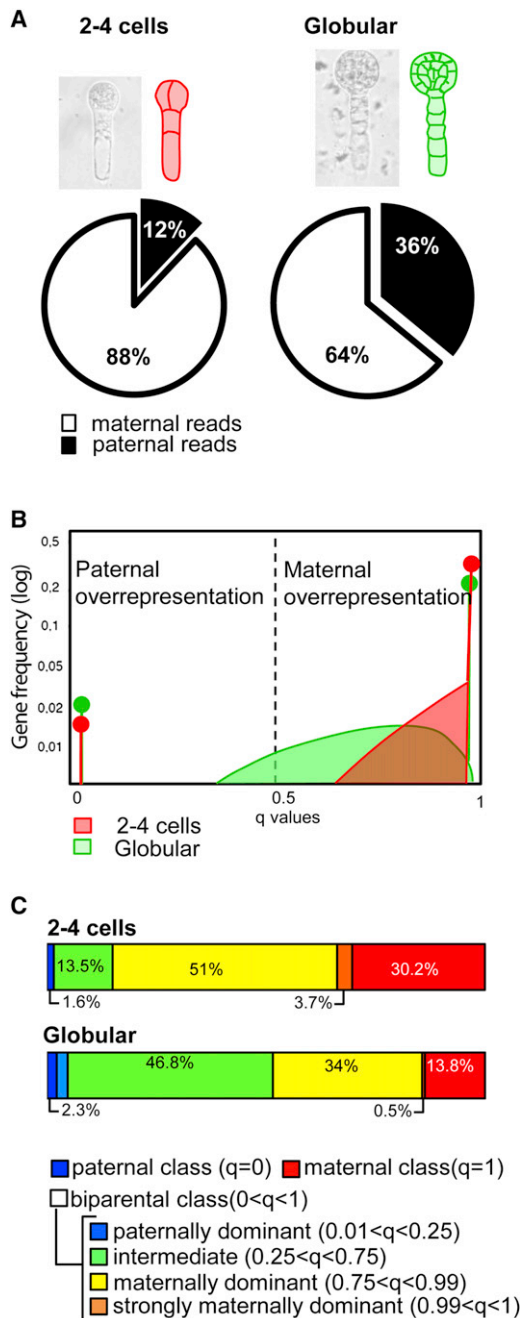 A
2-4 cells
Globular
12%
88%
36%
64%
maternal reads
paternal reads
B
Gene frequency (log)
0.5
0.2
0.1
0.05
0.02
0.01
Paternal overrepresentation
Maternal overrepresentation
0
0.5
1
q values
2-4 cells
Globular
C
2-4 cells
13.5%
51%
30.2%
1.6%
3.7%
Globular
46.8%
34%
13.8%
2.3%
0.5%
paternal class (q=0)
maternal class(q=1)
biparental class(0<q<1)
paternally dominant (0.01<q<0.25)
intermediate (0.25<q<0.75)
maternally dominant (0.75<q<0.99)
strongly maternally dominant (0.99<q<1)